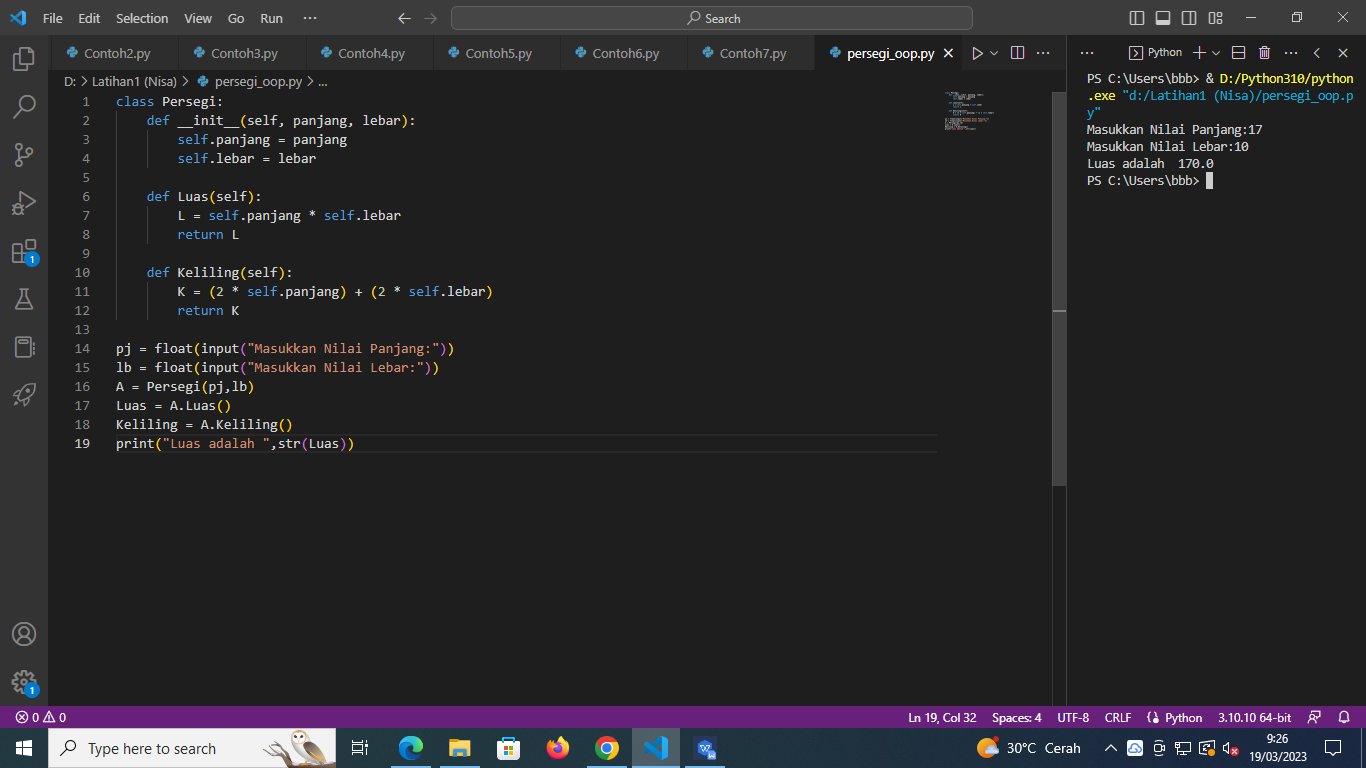 File Edit Selection View Go Run ...
Search
Contoh2.py Contoh3.py Contoh4.py Contoh5.py Contoh6.py Contoh7.py persegi_oop.py
D: > Latihan1 (Nisa) > persegi_oop.py > ...
1 class Persegi:
2 def __init__(self, panjang, lebar):
3 self.panjang = panjang
4 self.lebar = lebar
5
6 def Luas(self):
7 L = self.panjang * self.lebar
8 return L
9
10 def Keliling(self):
11 K = (2 * self.panjang) + (2 * self.lebar)
12 return K
13
14 pj = float(input("Masukkan Nilai Panjang:"))
15 lb = float(input("Masukkan Nilai Lebar:"))
16 A = Persegi(pj,lb)
17 Luas = A.Luas()
18 Keliling = A.Keliling()
19 print("Luas adalah ",str(Luas))
Python
PS C:\Users\bbb> & D:/Python310/python
.exe "d:/Latihan1 (Nisa)/persegi_oop.p
y"
Masukkan Nilai Panjang:17
Masukkan Nilai Lebar:10
Luas adalah  170.0
PS C:\Users\bbb>
1
1
0 0 Ln 19, Col 32 Spaces: 4 UTF-8 CRLF Python 3.10.10 64-bit
Type here to search
30°C Cerah
9:26
19/03/2023